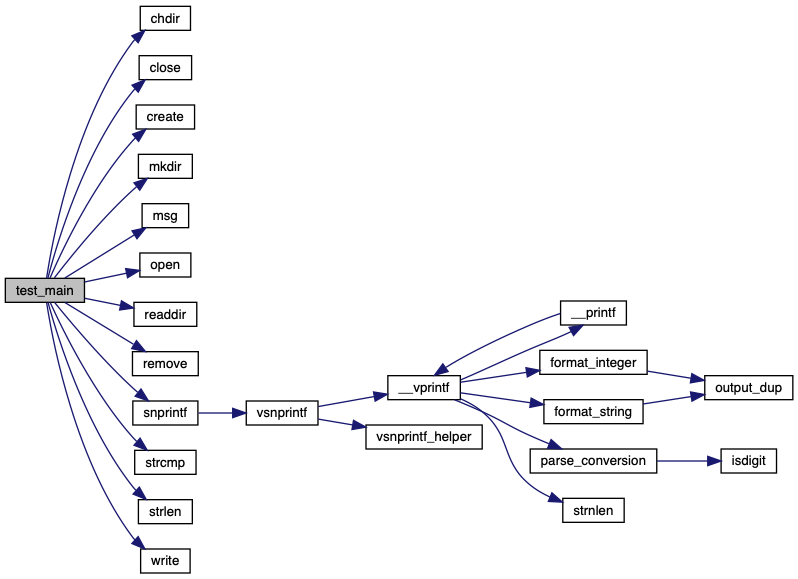 chdir
close
create
mkdir
msg
open
test_main
readdir
remove
snprintf
strcmp
strlen
write
vsnprintf
__vprintf
vsnprintf_helper
__printf
format_integer
format_string
parse_conversion
strnlen
output_dup
isdigit